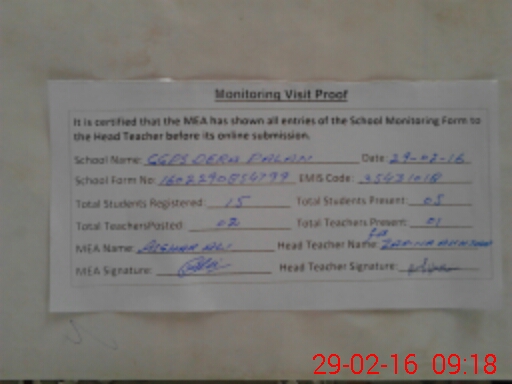 Monitoring Visit Proof
It is certified that the MEA has shown all entries of the School Monitoring Form to
the Head Teacher before its online submission.
School Name: GGPS DERA Date: 29-02-16
School Form No: EMIS Code: 35431018
Total Students Registered: 15 Total Students Present: 05
Total TeachersPosted: 02 Total Teachers Present: 01
MEA Name: ALI Head Teacher Name:
MEA Signature: Head Teacher Signature:
29-02-16 09:18